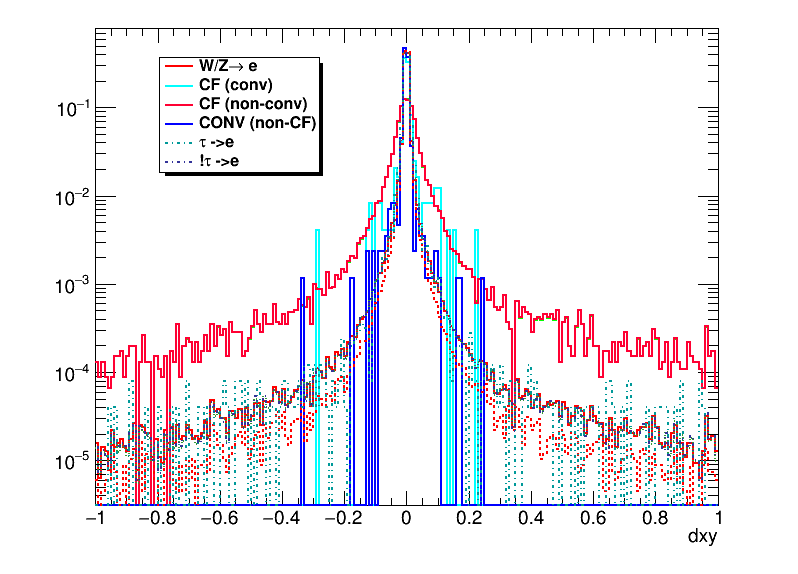 W/Z→ e
CF (conv)
CF (non-conv)
CONV (non-CF)
τ ->e
!τ ->e
10⁻¹
10⁻²
10⁻³
10⁻⁴
10⁻⁵
−1 −0.8 −0.6 −0.4 −0.2 0 0.2 0.4 0.6 0.8 1
dxy